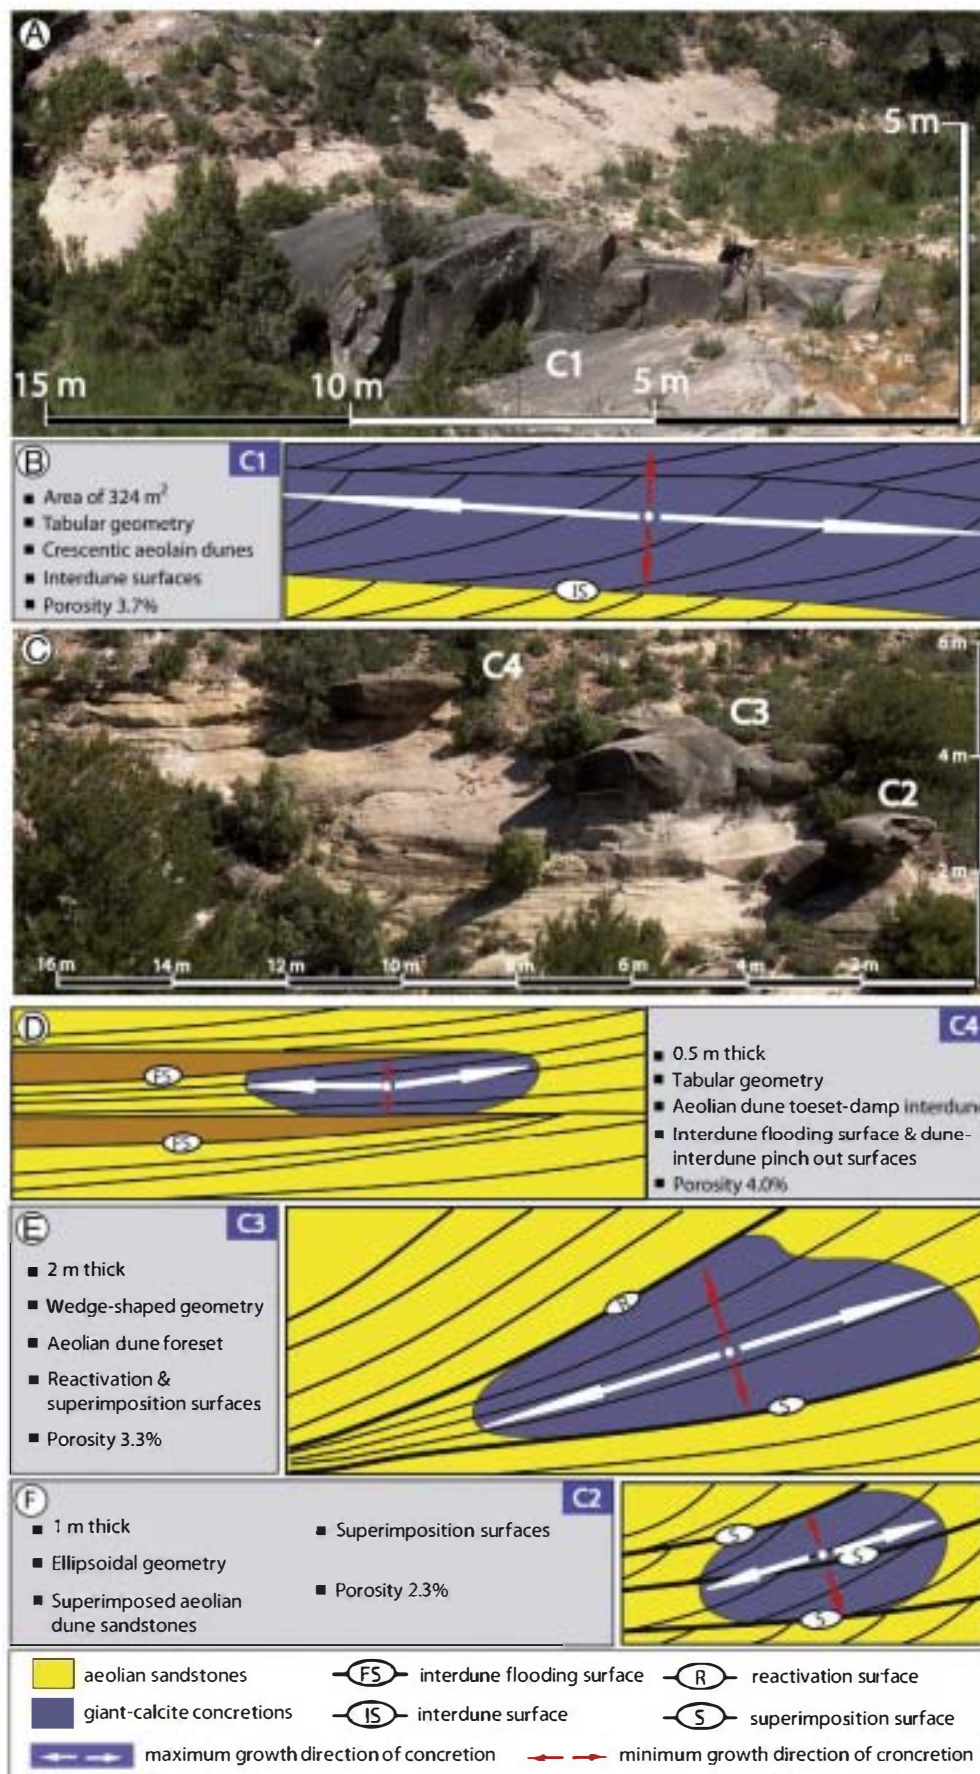 A
5 m
C1
15 m
10 m
5 m
B
C1
Area of 324 m²
Tabular geometry
Crescentic aeolain dunes
Interdune surfaces
Porosity 3.7%
IS
C
6 m
C4
C3
4 m
C2
2 m
16 m
14 m
12 m
10 m
8 m
6 m
4 m
2 m
D
FS
FS
C4
0.5 m thick
Tabular geometry
Aeolian dune toeset-damp interdune
Interdune flooding surface & dune-
interdune pinch out surfaces
Porosity 4.0%
E
C3
2 m thick
Wedge-shaped geometry
Aeolian dune foreset
Reactivation &
superimposition surfaces
Porosity 3.3%
R
S
F
C2
1 m thick
Ellipsoidal geometry
Superimposed aeolian
dune sandstones
Superimposition surfaces
Porosity 2.3%
S
S
S
aeolian sandstones
FS interdune flooding surface
R reactivation surface
giant-calcite concretions
IS interdune surface
S superimposition surface
maximum growth direction of concretion
minimum growth direction of croncretion